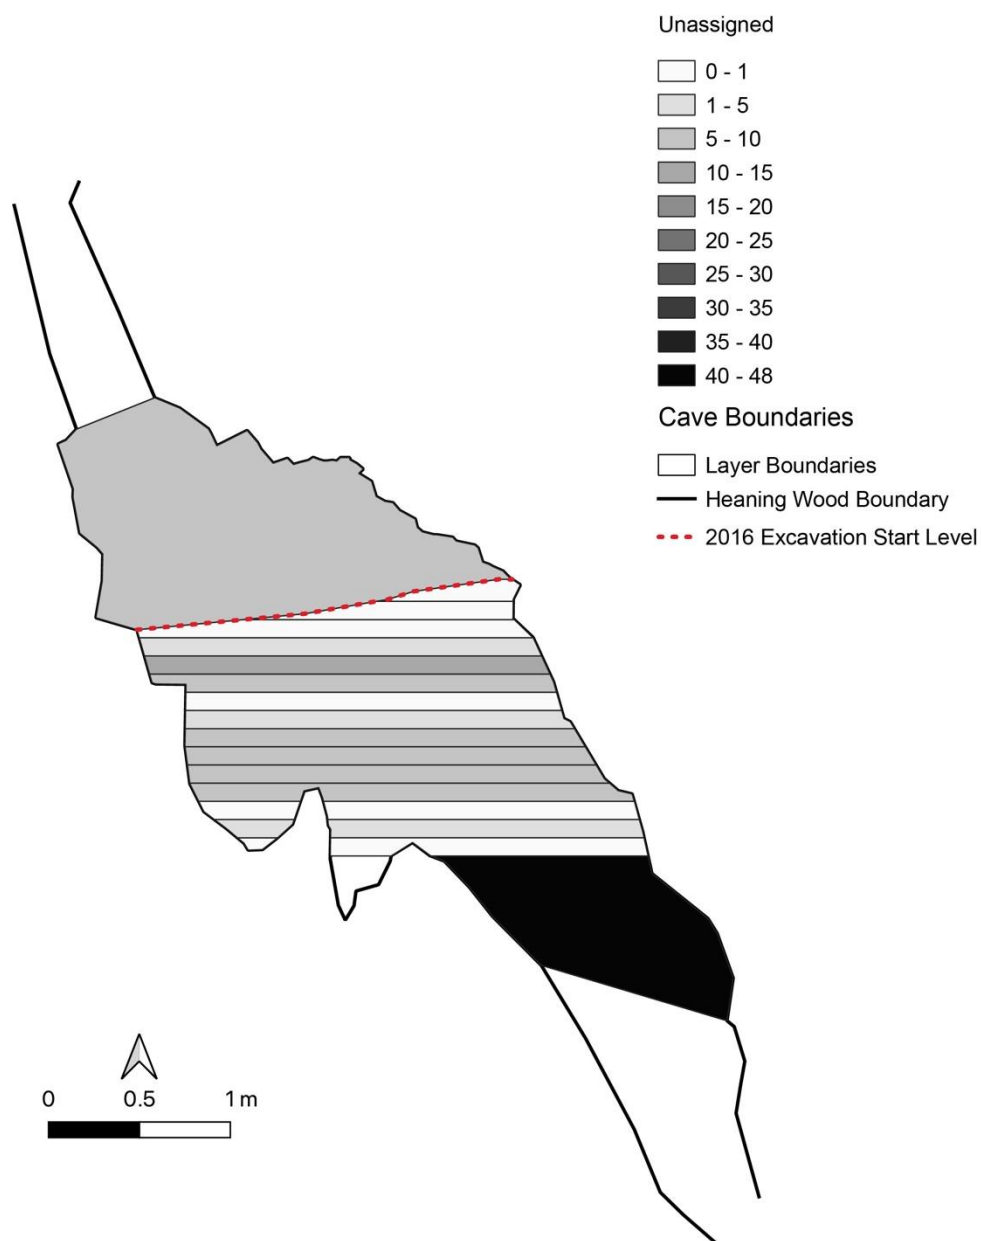 Unassigned
0 - 1
1 - 5
5 - 10
10 - 15
15 - 20
20 - 25
25 - 30
30 - 35
35 - 40
40 - 48
Cave Boundaries
Layer Boundaries
Heaning Wood Boundary
2016 Excavation Start Level
0 0.5 1 m